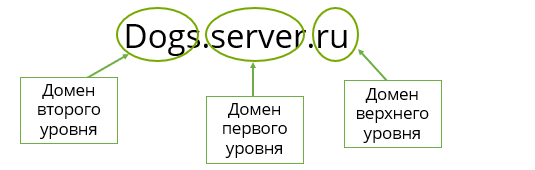 Dogs.server.ru
Домен
второго
уровня
Домен
первого
уровня
Домен
верхнего
уровня